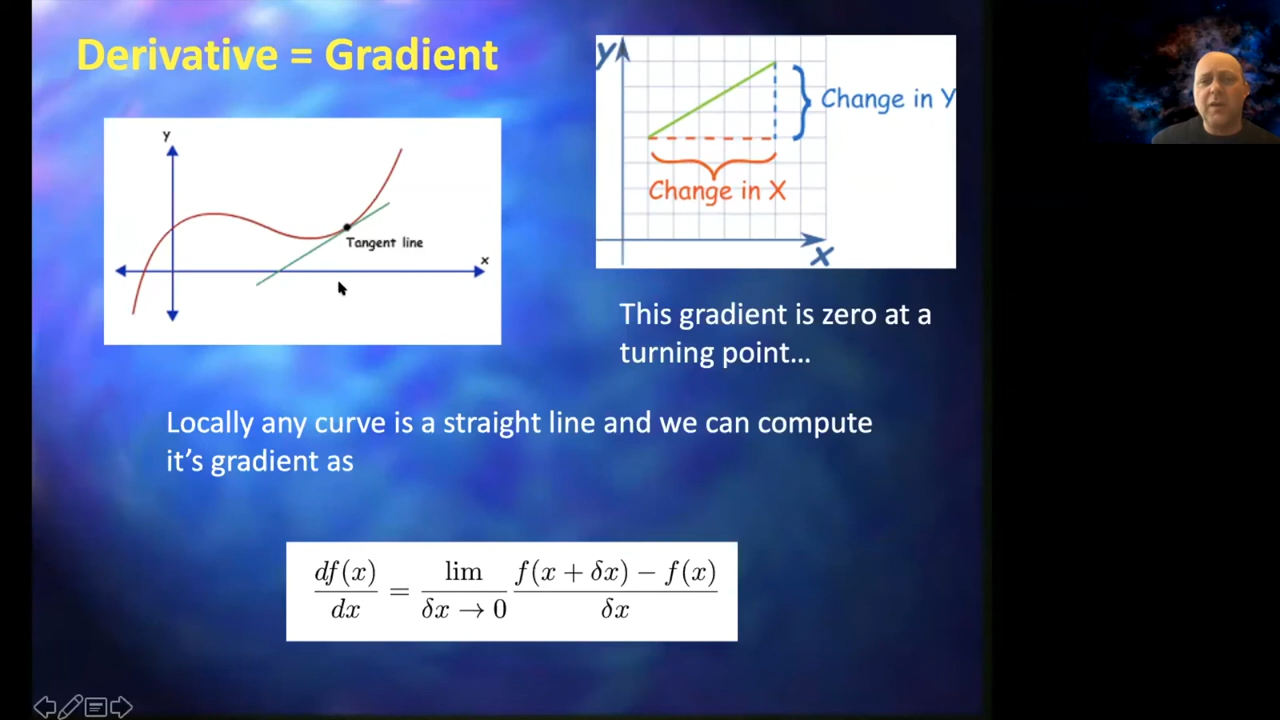 Derivative = Gradient
y
Tangent line
x
Y
Change in Y
Change in X
X
This gradient is zero at a
turning point...
Locally any curve is a straight line and we can compute
it's gradient as
df(x)/dx = lim/δx → 0 f(x + δx) − f(x)/δx